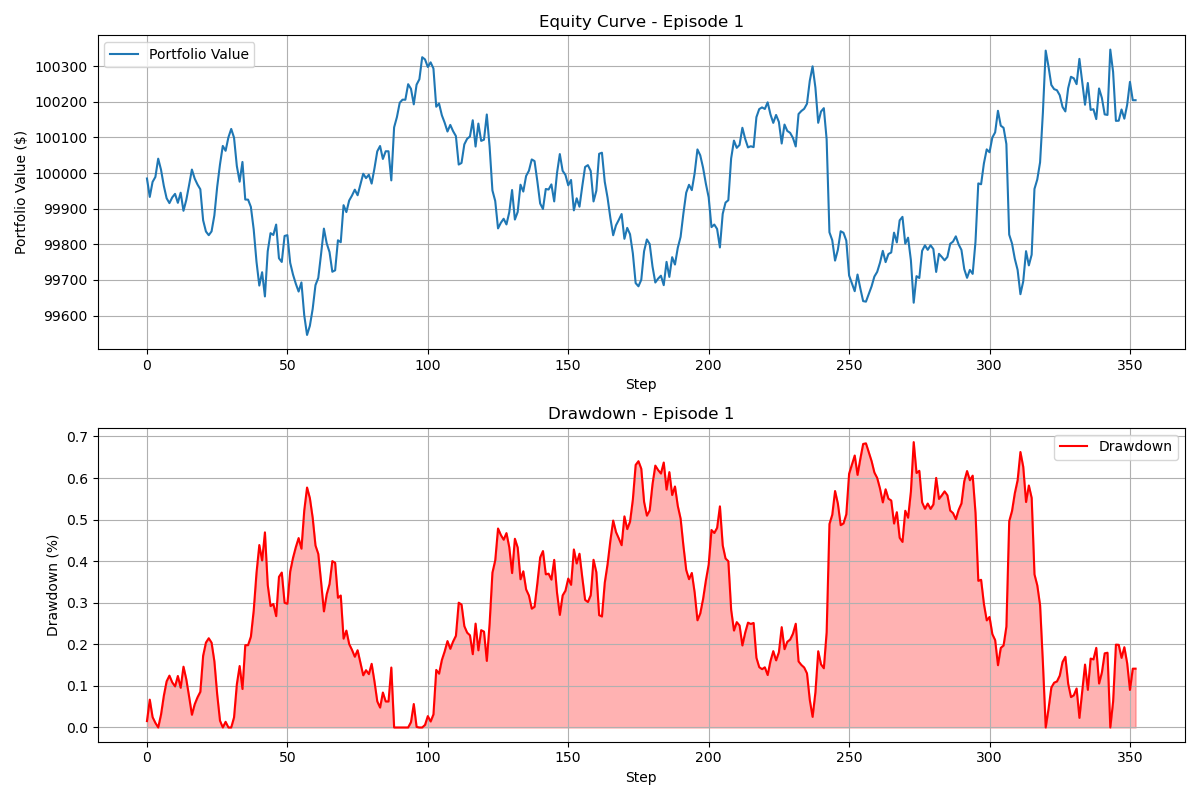 Equity Curve - Episode 1
Portfolio Value
Portfolio Value ($)
100300
100200
100100
100000
99900
99800
99700
99600
0 50 100 150 200 250 300 350
Step
Drawdown - Episode 1
Drawdown
Drawdown (%)
0.7
0.6
0.5
0.4
0.3
0.2
0.1
0.0
0 50 100 150 200 250 300 350
Step